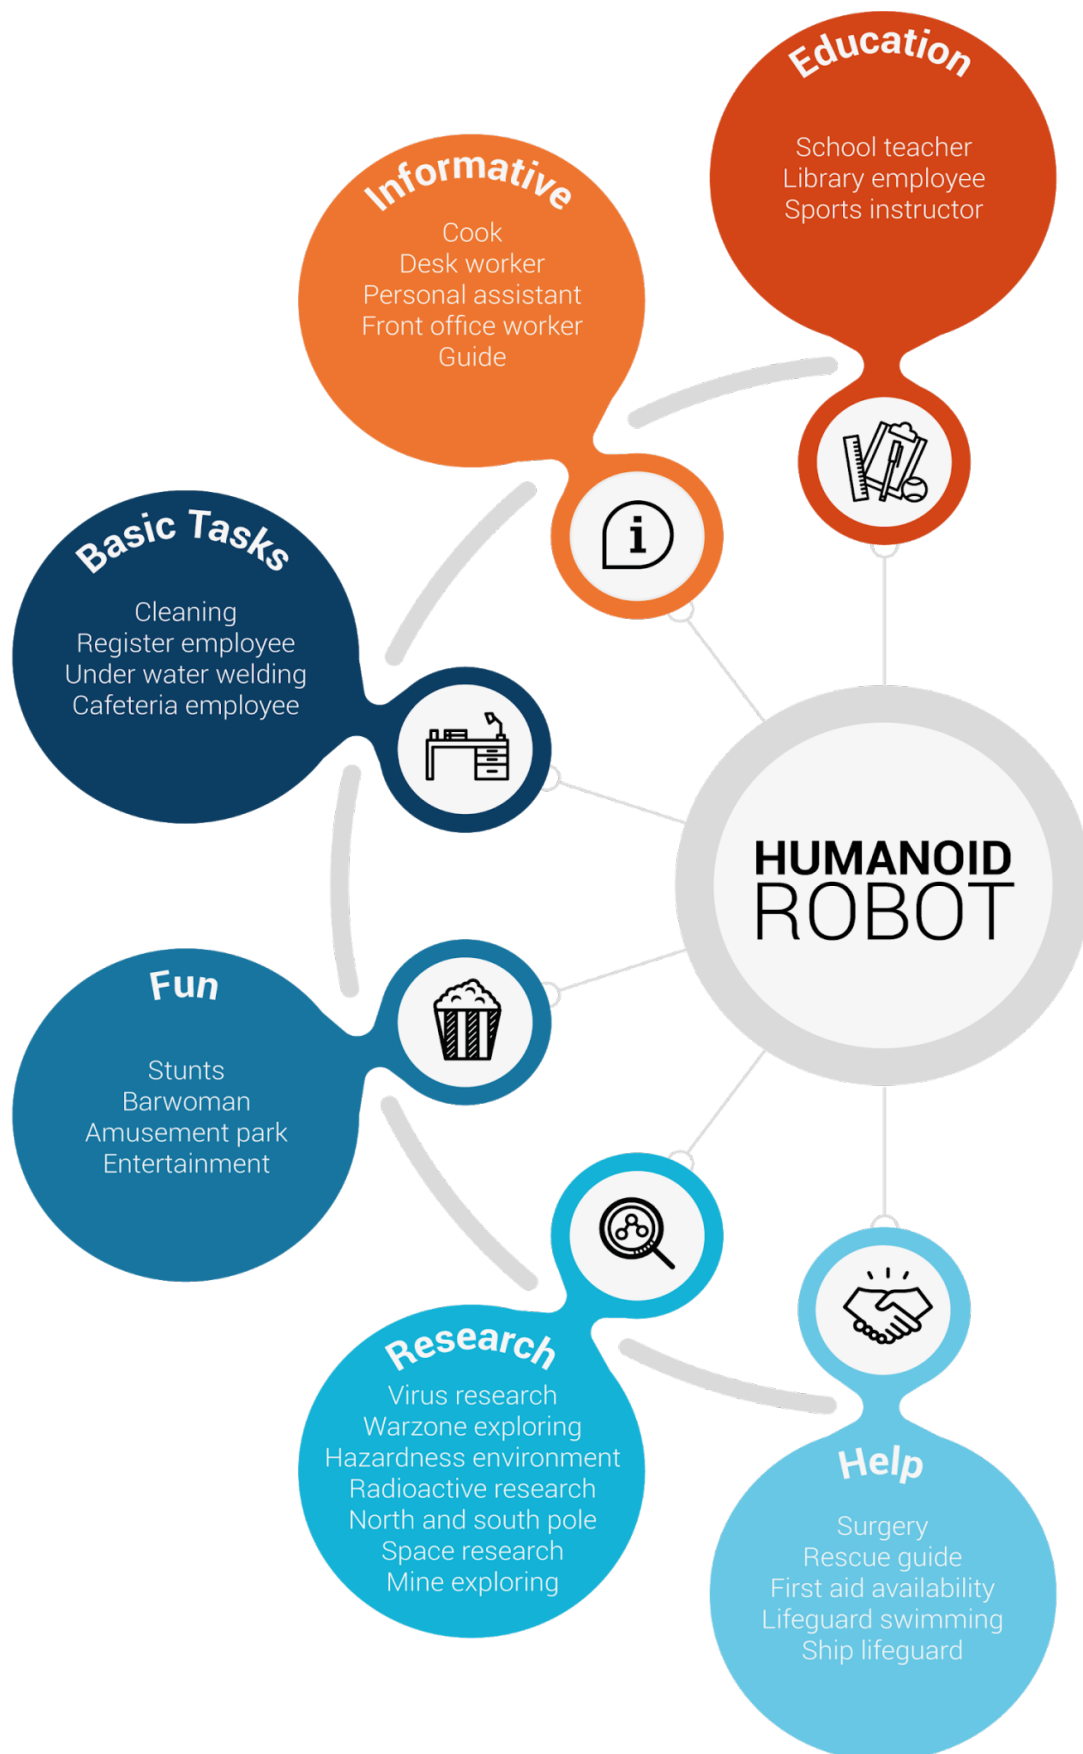 Education
School teacher
Library employee
Sports instructor
Informative
Cook
Desk worker
Personal assistant
Front office worker
Guide
i
Basic Tasks
Cleaning
Register employee
Under water welding
Cafeteria employee
HUMANOID
ROBOT
Fun
Stunts
Barwoman
Amusement park
Entertainment
Research
Virus research
Warzone exploring
Hazardness environment
Radioactive research
North and south pole
Space research
Mine exploring
Help
Surgery
Rescue guide
First aid availability
Lifeguard swimming
Ship lifeguard